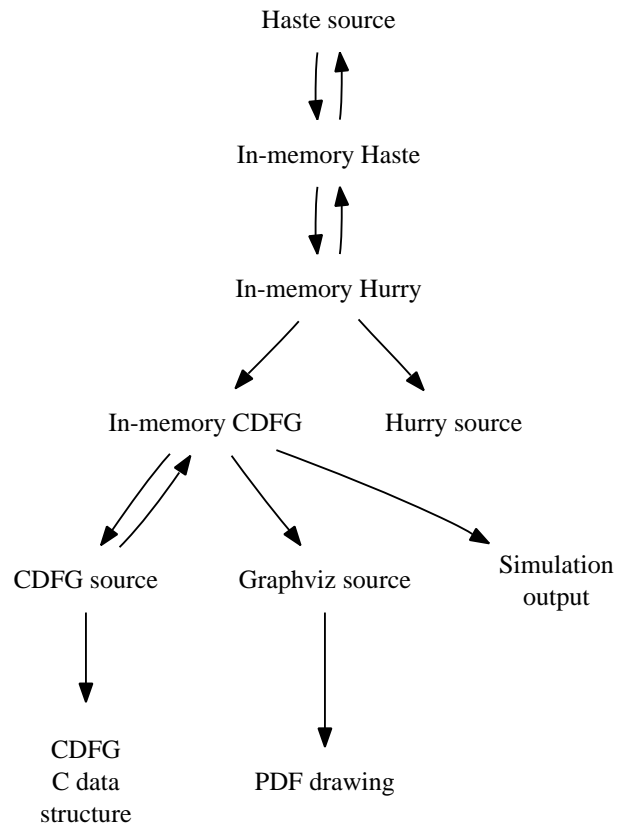 Haste source
In-memory Haste
In-memory Hurry
In-memory CDFG
Hurry source
CDFG source
Graphviz source
Simulation
output
CDFG
C data
structure
PDF drawing